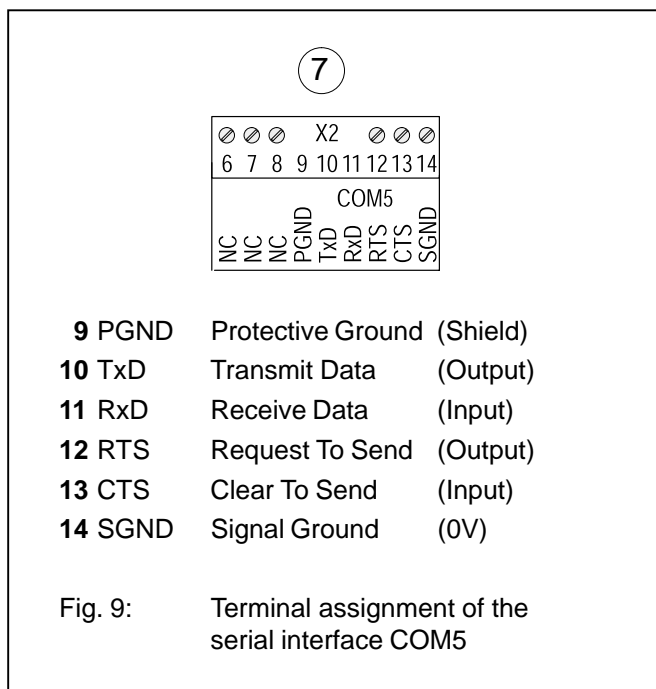 7
X2
6 7 8 9 10 11 12 13 14
COM5
NC NC NC PGND TxD RxD RTS CTS SGND
9 PGND Protective Ground (Shield)
10 TxD Transmit Data (Output)
11 RxD Receive Data (Input)
12 RTS Request To Send (Output)
13 CTS Clear To Send (Input)
14 SGND Signal Ground (0V)
Fig. 9: Terminal assignment of the
serial interface COM5